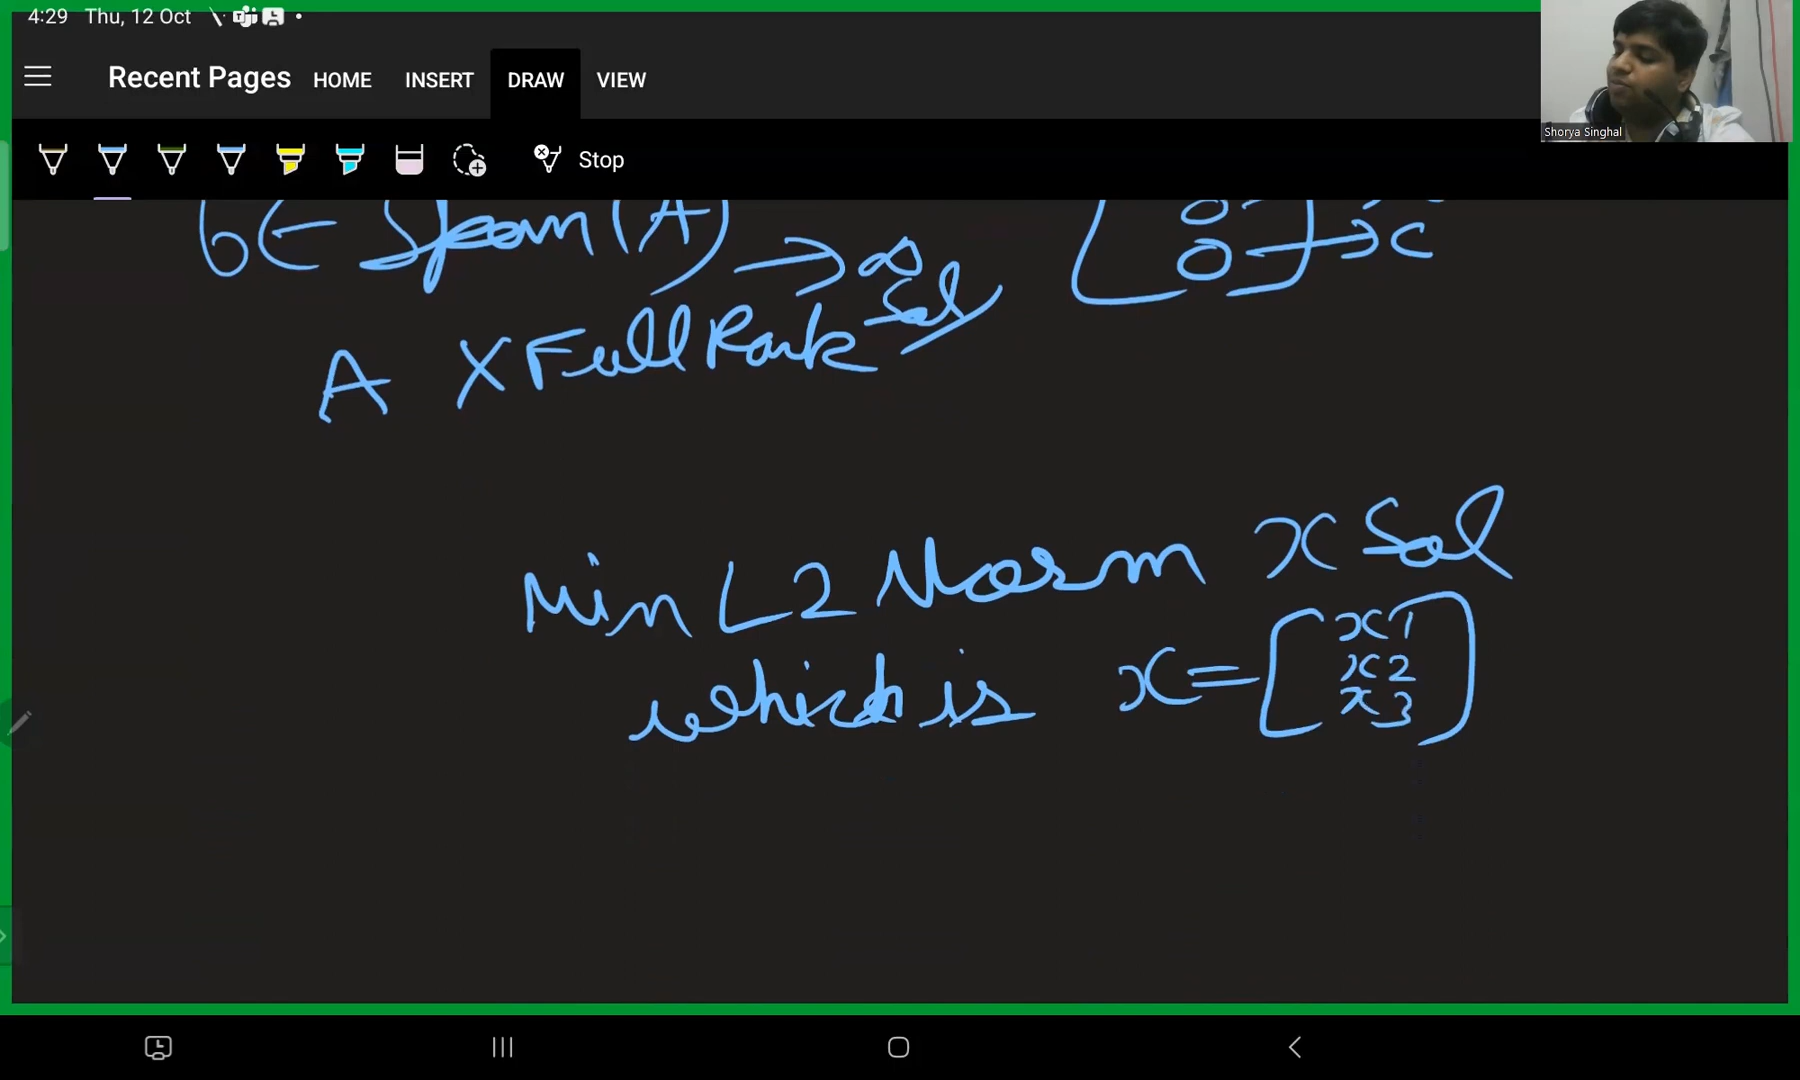 4:29 Thu, 12 Oct
Recent Pages HOME INSERT DRAW VIEW
Shorya Singhal
Stop
b ∈ Span(A) → ∞ Sol
0 → x
A X Full Rank
Min L2 Norm x Sol
which is x = [x1
x2
x3]